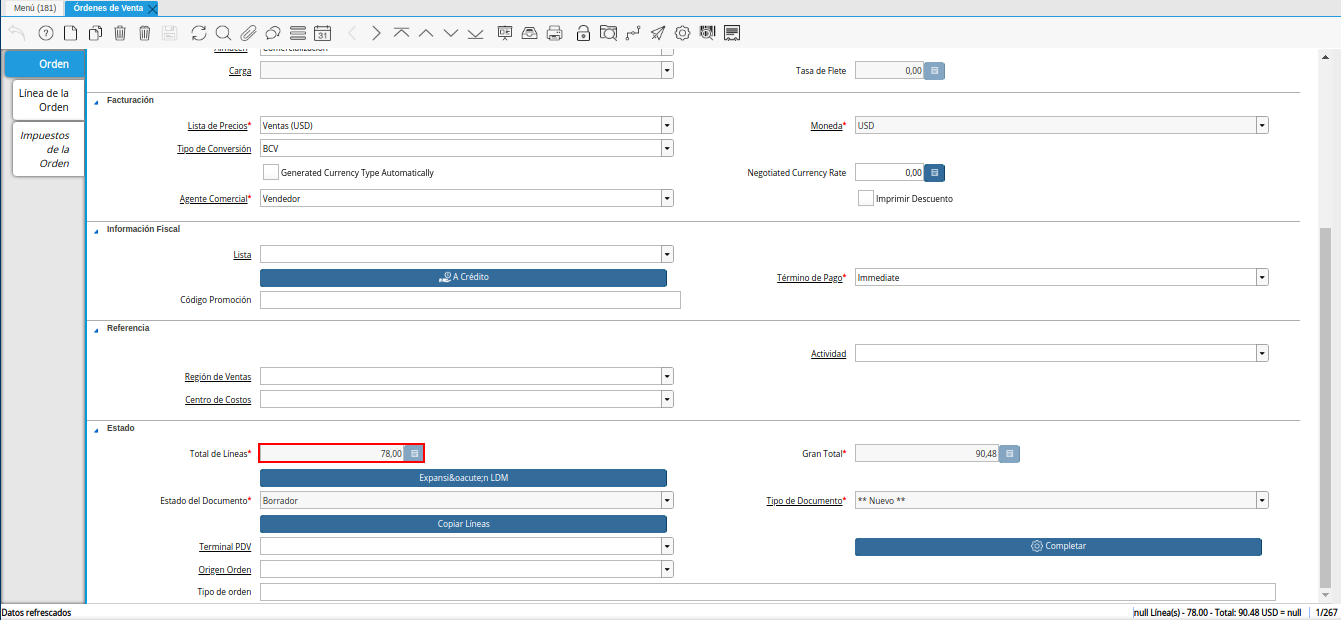 Menú (181)
Órdenes de Venta
31
Orden
Línea de la
Orden
Impuestos
de la
Orden
Almacén
Comercialización
Carga
Tasa de Flete
0,00
Facturación
Lista de Precios*
Ventas (USD)
Moneda*
USD
Tipo de Conversión
BCV
Generated Currency Type Automatically
Negotiated Currency Rate
0,00
Agente Comercial*
Vendedor
Imprimir Descuento
Información Fiscal
Lista
A Crédito
Término de Pago*
Immediate
Código Promoción
Referencia
Actividad
Región de Ventas
Centro de Costos
Estado
Total de Líneas*
78,00
Gran Total*
90,48
Expansi&oacute;n LDM
Estado del Documento*
Borrador
Tipo de Documento*
** Nuevo **
Copiar Líneas
Terminal PDV
Completar
Origen Orden
Tipo de orden
Datos refrescados
null Línea(s) - 78.00 - Total: 90.48 USD = null
1/267